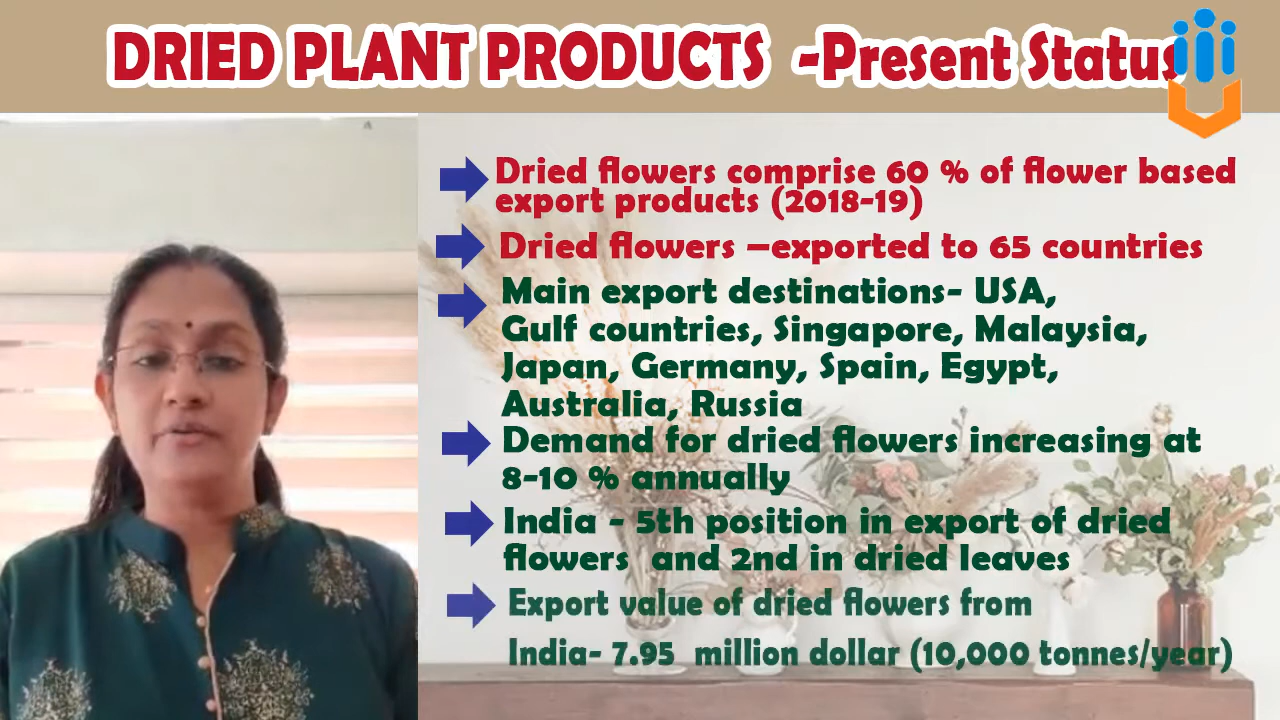 DRIED PLANT PRODUCTS -Present Status
Dried flowers comprise 60 % of flower based
export products (2018-19)
Dried flowers –exported to 65 countries
Main export destinations- USA,
Gulf countries, Singapore, Malaysia,
Japan, Germany, Spain, Egypt,
Australia, Russia
Demand for dried flowers increasing at
8-10 % annually
India - 5th position in export of dried
flowers and 2nd in dried leaves
Export value of dried flowers from
India- 7.95 million dollar (10,000 tonnes/year)